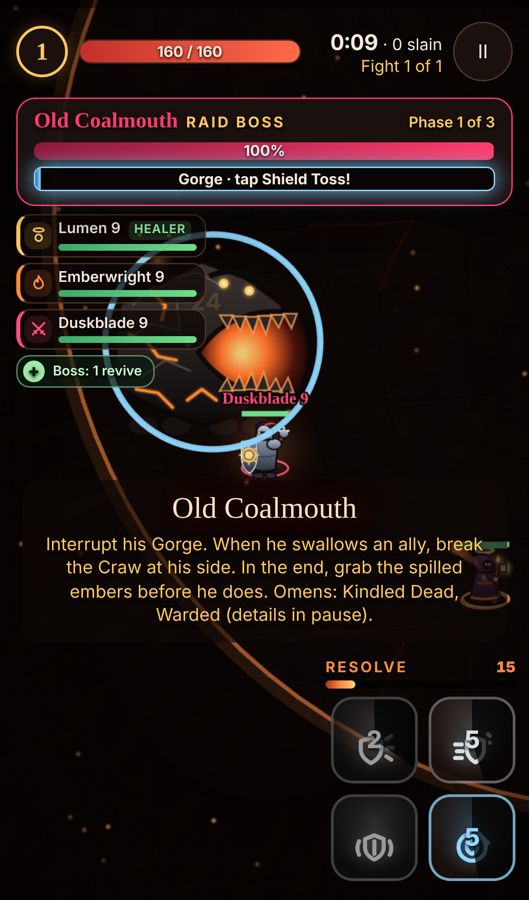 1
160 / 160
0:09 · 0 slain
Fight 1 of 1
Old Coalmouth RAID BOSS
Phase 1 of 3
100%
Gorge · tap Shield Toss!
Lumen 9 HEALER
Emberwright 9
24
Duskblade 9
Boss: 1 revive
Duskblade 9
Old Coalmouth
Interrupt his Gorge. When he swallows an ally, break
the Craw at his side. In the end, grab the spilled
embers before he does. Omens: Kindled Dead,
Warded (details in pause).
RESOLVE 15
2
5
5